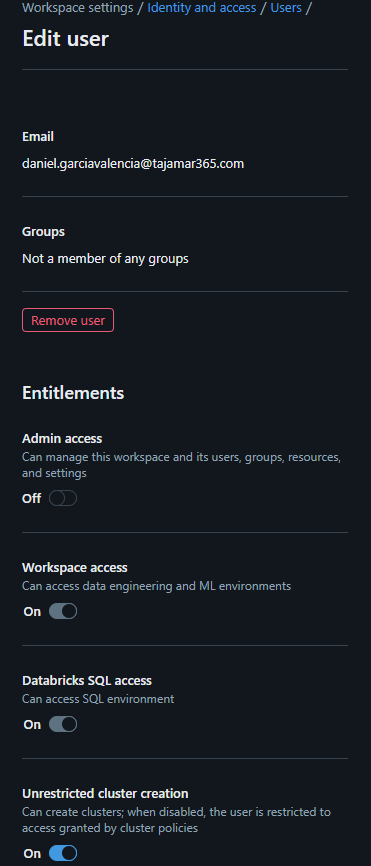 Workspace settings / Identity and access / Users /
Edit user
Email
daniel.garciavalencia@tajamar365.com
Groups
Not a member of any groups
Remove user
Entitlements
Admin access
Can manage this workspace and its users, groups, resources,
and settings
Off
Workspace access
Can access data engineering and ML environments
On
Databricks SQL access
Can access SQL environment
On
Unrestricted cluster creation
Can create clusters; when disabled, the user is restricted to
access granted by cluster policies
On